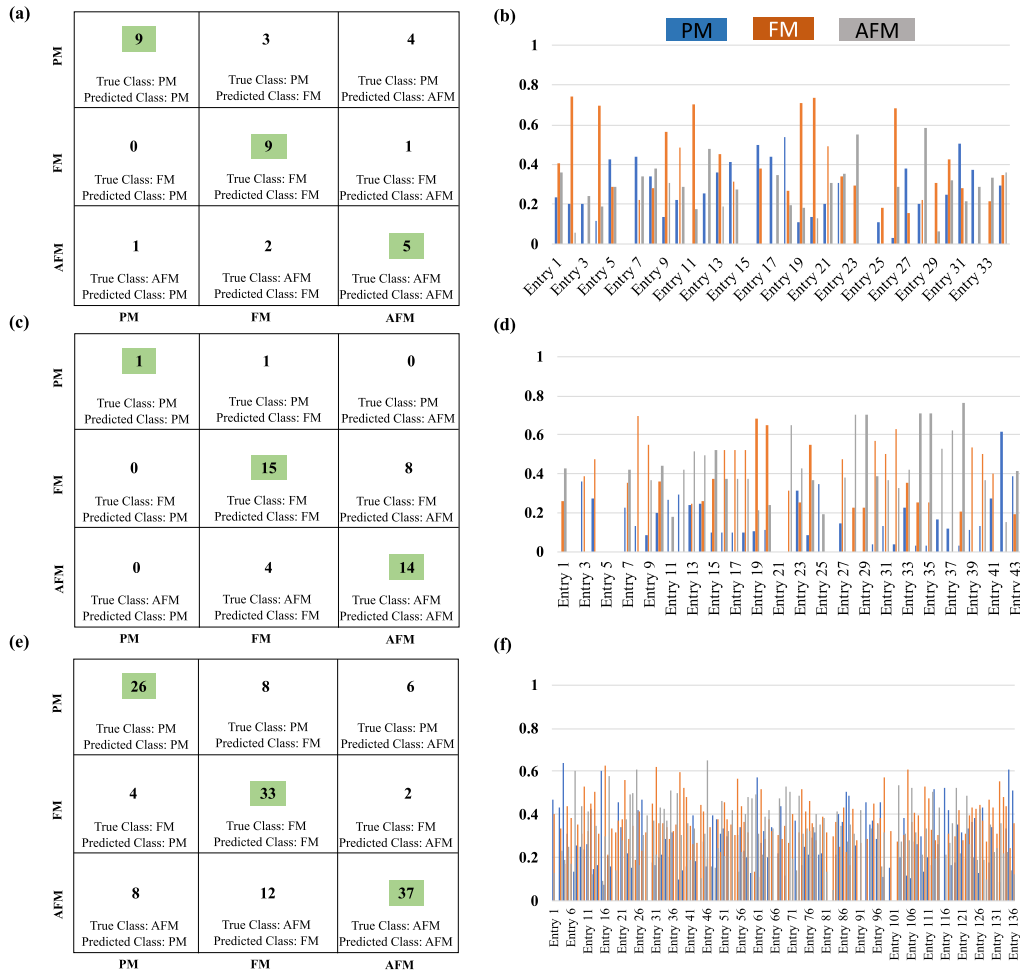 (a)
PM
9
3
4
True Class: PM
Predicted Class: PM
True Class: PM
Predicted Class: FM
True Class: PM
Predicted Class: AFM
FM
0
9
1
True Class: FM
Predicted Class: PM
True Class: FM
Predicted Class: FM
True Class: FM
Predicted Class: AFM
AFM
1
2
5
True Class: AFM
Predicted Class: PM
True Class: AFM
Predicted Class: FM
True Class: AFM
Predicted Class: AFM
PM
FM
AFM
(b)
PM
FM
AFM
1
0.8
0.6
0.4
0.2
0
Entry 1
Entry 3
Entry 5
Entry 7
Entry 9
Entry 11
Entry 13
Entry 15
Entry 17
Entry 19
Entry 21
Entry 23
Entry 25
Entry 27
Entry 29
Entry 31
Entry 33
(c)
PM
1
1
0
True Class: PM
Predicted Class: PM
True Class: PM
Predicted Class: FM
True Class: PM
Predicted Class: AFM
FM
0
15
8
True Class: FM
Predicted Class: PM
True Class: FM
Predicted Class: FM
True Class: FM
Predicted Class: AFM
AFM
0
4
14
True Class: AFM
Predicted Class: PM
True Class: AFM
Predicted Class: FM
True Class: AFM
Predicted Class: AFM
PM
FM
AFM
(d)
1
0.8
0.6
0.4
0.2
0
Entry 1
Entry 3
Entry 5
Entry 7
Entry 9
Entry 11
Entry 13
Entry 15
Entry 17
Entry 19
Entry 21
Entry 23
Entry 25
Entry 27
Entry 29
Entry 31
Entry 33
Entry 35
Entry 37
Entry 39
Entry 41
Entry 43
(e)
PM
26
8
6
True Class: PM
Predicted Class: PM
True Class: PM
Predicted Class: FM
True Class: PM
Predicted Class: AFM
FM
4
33
2
True Class: FM
Predicted Class: PM
True Class: FM
Predicted Class: FM
True Class: FM
Predicted Class: AFM
AFM
8
12
37
True Class: AFM
Predicted Class: PM
True Class: AFM
Predicted Class: FM
True Class: AFM
Predicted Class: AFM
PM
FM
AFM
(f)
1
0.8
0.6
0.4
0.2
0
Entry 1
Entry 6
Entry 11
Entry 16
Entry 21
Entry 26
Entry 31
Entry 36
Entry 41
Entry 46
Entry 51
Entry 56
Entry 61
Entry 66
Entry 71
Entry 76
Entry 81
Entry 86
Entry 91
Entry 96
Entry 101
Entry 106
Entry 111
Entry 116
Entry 121
Entry 126
Entry 131
Entry 136